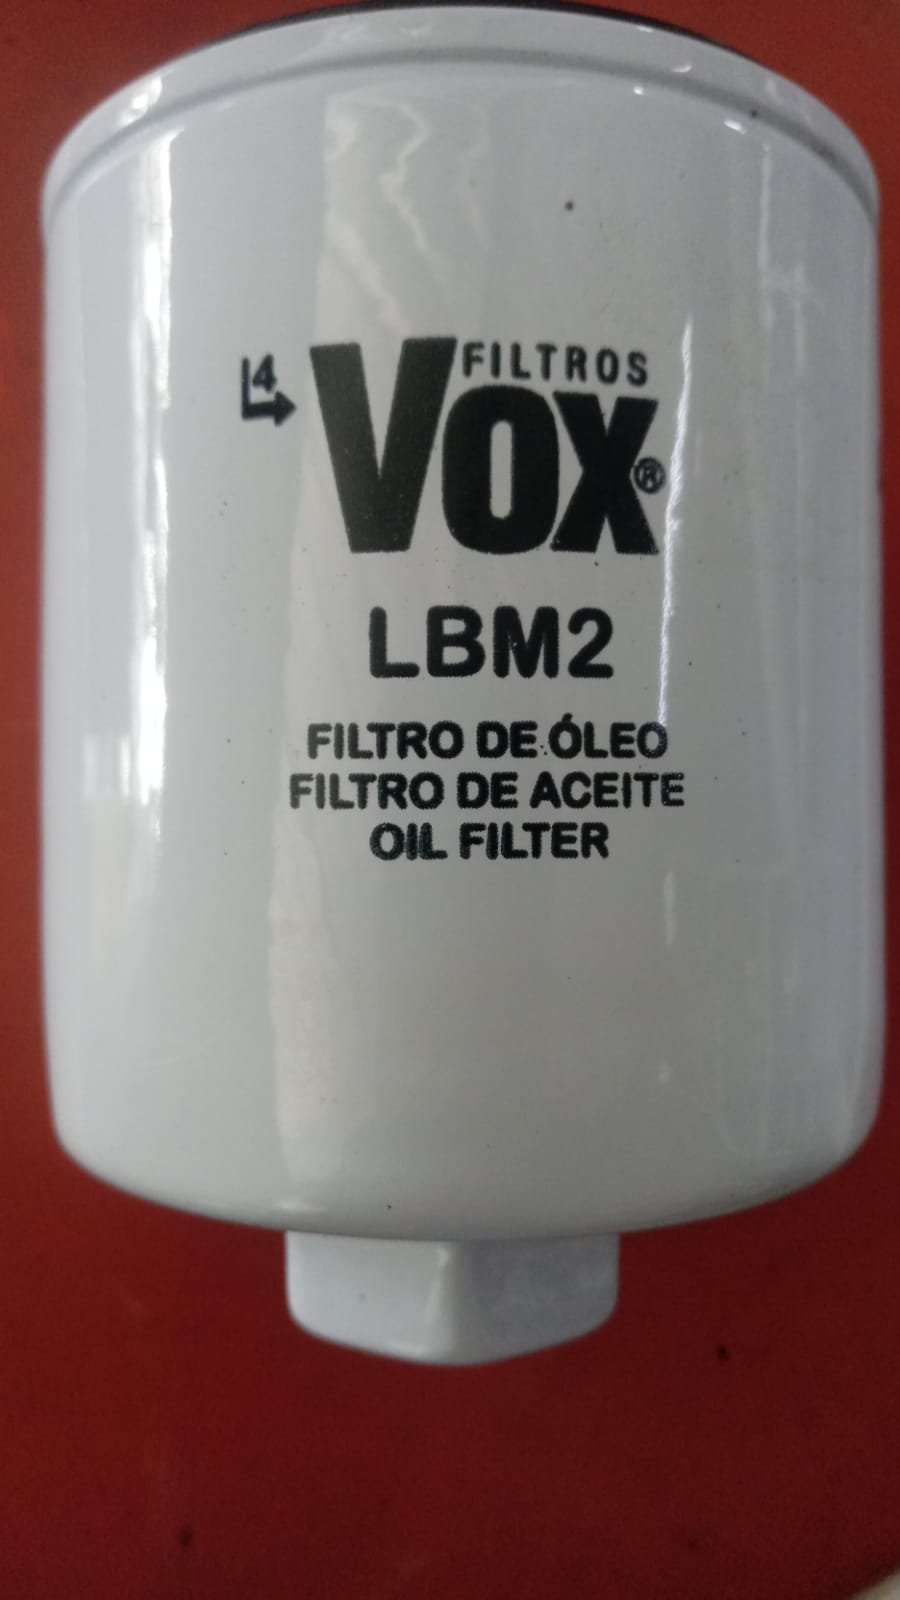 4
FILTROS
VOX®
LBM2
FILTRO DE ÓLEO
FILTRO DE ACEITE
OIL FILTER